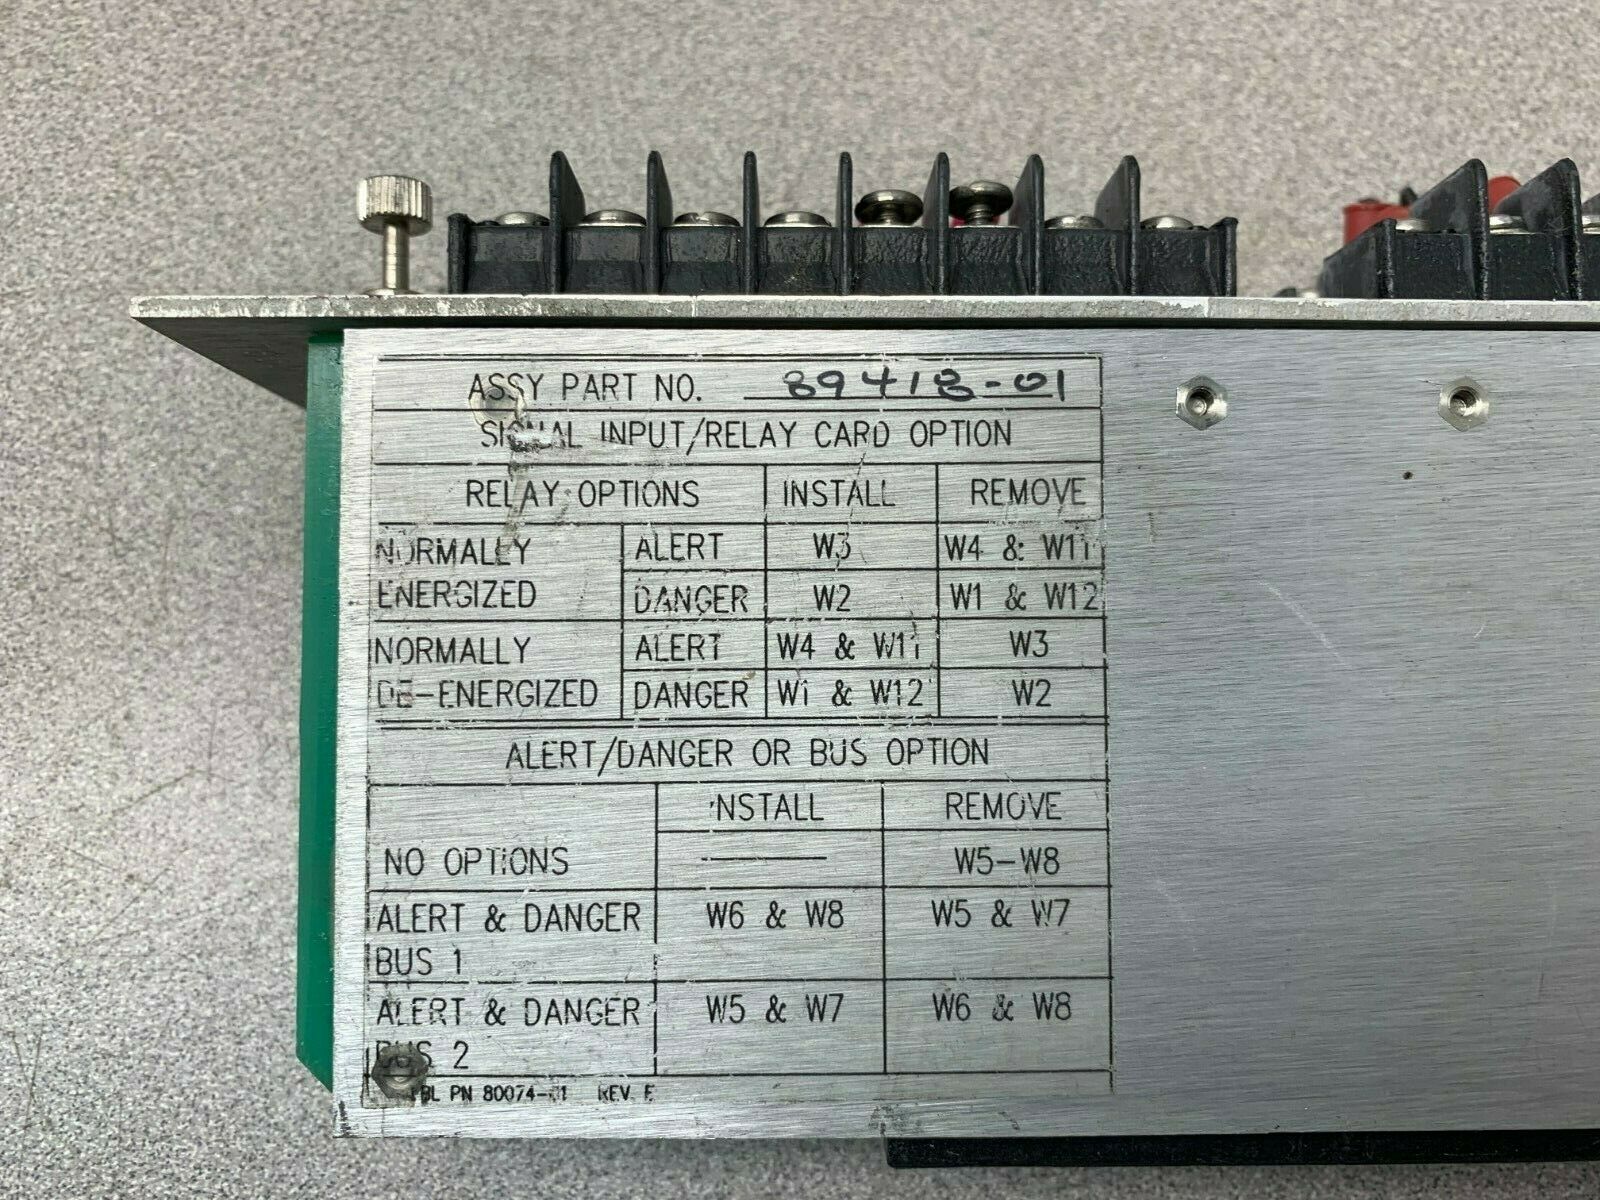 ASSY PART NO. 89418-01
SIGNAL INPUT/RELAY CARD OPTION
RELAY OPTIONS INSTALL REMOVE
NORMALLY ENERGIZED ALERT W3 W4 & W11
DANGER W2 W1 & W12
NORMALLY DE-ENERGIZED ALERT W4 & W11 W3
DANGER W1 & W12 W2
ALERT/DANGER OR BUS OPTION
INSTALL REMOVE
NO OPTIONS ——— W5-W8
ALERT & DANGER BUS 1 W6 & W8 W5 & W7
ALERT & DANGER BUS 2 W5 & W7 W6 & W8
LBL PN 80074-01 REV. F